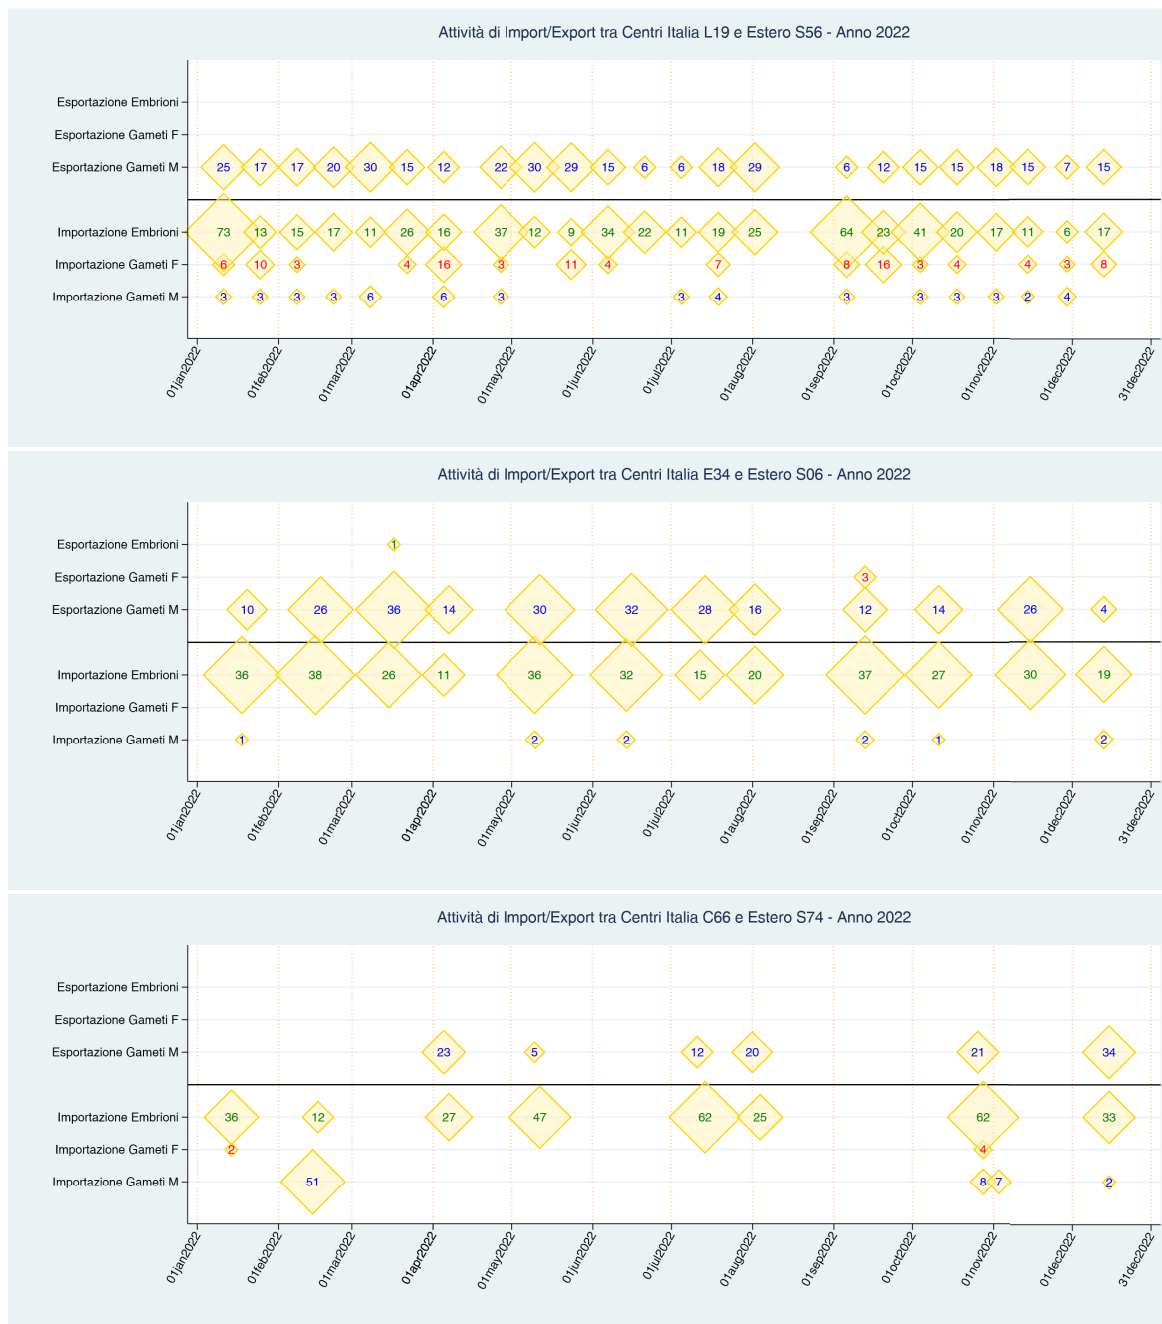 Attività di Import/Export tra Centri Italia L19 e Estero S56 - Anno 2022
Esportazione Embrioni
Esportazione Gameti F
Esportazione Gameti M 25 17 17 20 30 15 12 22 30 29 15 6 6 18 29 6 12 15 15 18 15 7 15
Importazione Embrioni 73 13 15 17 11 26 16 37 12 9 34 22 11 19 25 64 23 41 20 17 11 6 17
Importazione Gameti F 6 10 3 4 16 3 11 4 7 8 16 3 4 4 3 8
Importazione Gameti M 3 3 3 3 6 6 3 3 4 3 3 3 3 2 4
01jan2022 01feb2022 01mar2022 01apr2022 01may2022 01jun2022 01jul2022 01aug2022 01sep2022 01oct2022 01nov2022 01dec2022 31dec2022
Attività di Import/Export tra Centri Italia E34 e Estero S06 - Anno 2022
Esportazione Embrioni 1
Esportazione Gameti F 3
Esportazione Gameti M 10 26 36 14 30 32 28 16 12 14 26 4
Importazione Embrioni 36 38 26 11 36 32 15 20 37 27 30 19
Importazione Gameti F
Importazione Gameti M 1 2 2 2 1 2
01jan2022 01feb2022 01mar2022 01apr2022 01may2022 01jun2022 01jul2022 01aug2022 01sep2022 01oct2022 01nov2022 01dec2022 31dec2022
Attività di Import/Export tra Centri Italia C66 e Estero S74 - Anno 2022
Esportazione Embrioni
Esportazione Gameti F
Esportazione Gameti M 23 5 12 20 21 34
Importazione Embrioni 36 12 27 47 62 25 62 33
Importazione Gameti F 2 4
Importazione Gameti M 51 8 7 2
01jan2022 01feb2022 01mar2022 01apr2022 01may2022 01jun2022 01jul2022 01aug2022 01sep2022 01oct2022 01nov2022 01dec2022 31dec2022